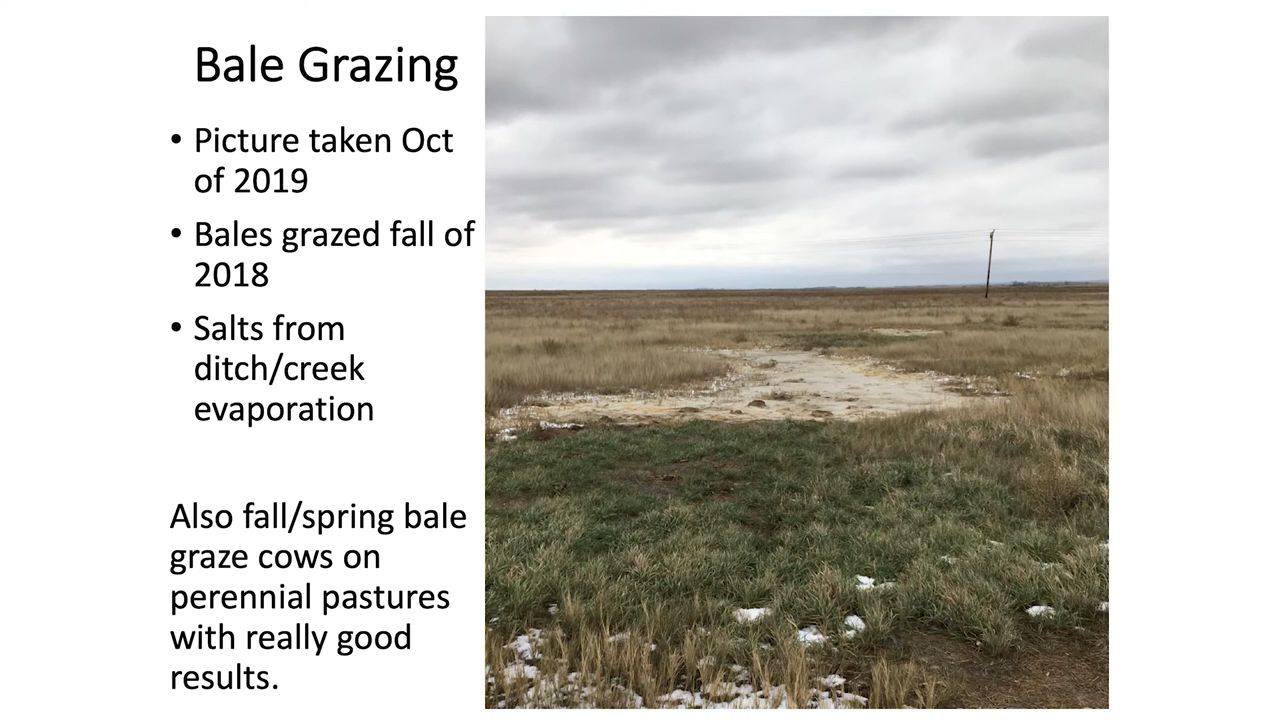 Bale Grazing
• Picture taken Oct
of 2019
• Bales grazed fall of
2018
• Salts from
ditch/creek
evaporation
Also fall/spring bale
graze cows on
perennial pastures
with really good
results.